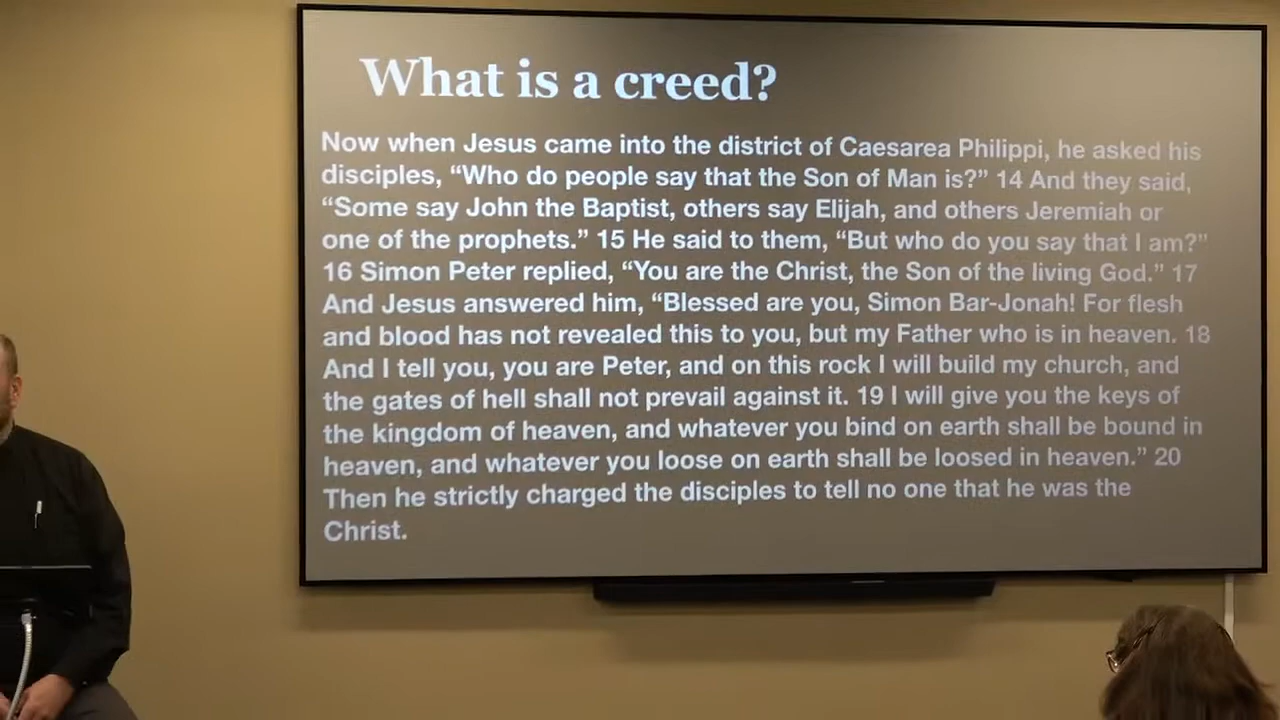 What is a creed?
Now when Jesus came into the district of Caesarea Philippi, he asked his
disciples, “Who do people say that the Son of Man is?” 14 And they said,
“Some say John the Baptist, others say Elijah, and others Jeremiah or
one of the prophets.” 15 He said to them, “But who do you say that I am?”
16 Simon Peter replied, “You are the Christ, the Son of the living God.” 17
And Jesus answered him, “Blessed are you, Simon Bar-Jonah! For flesh
and blood has not revealed this to you, but my Father who is in heaven. 18
And I tell you, you are Peter, and on this rock I will build my church, and
the gates of hell shall not prevail against it. 19 I will give you the keys of
the kingdom of heaven, and whatever you bind on earth shall be bound in
heaven, and whatever you loose on earth shall be loosed in heaven.” 20
Then he strictly charged the disciples to tell no one that he was the
Christ.